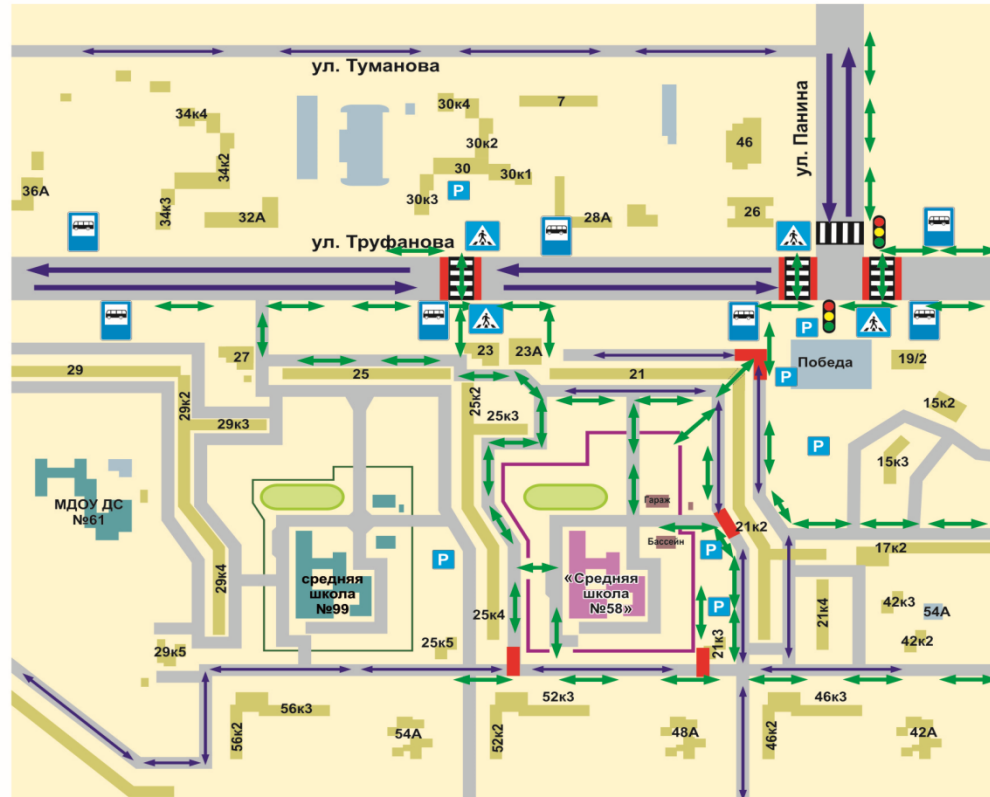 ул. Туманова
ул. Панина
30к4
7
34к4
30к2
46
34к2
30
30к1
36А
P
34к3
30к3
32А
28А
26
ул. Труфанова
P
23
23А
27
Победа
19/2
29
25
21
P
29к2
25к2
15к2
29к3
25к3
P
15к3
МДОУ ДС
№61
Гараж
21к2
Бассейн
P
P
17к2
средняя
школа
№99
«Средняя
школа
№58»
29к4
25к4
P
21к4
42к3
54А
42к2
29к5
25к5
21к3
56к3
52к3
46к3
56к2
54А
52к2
48А
46к2
42А